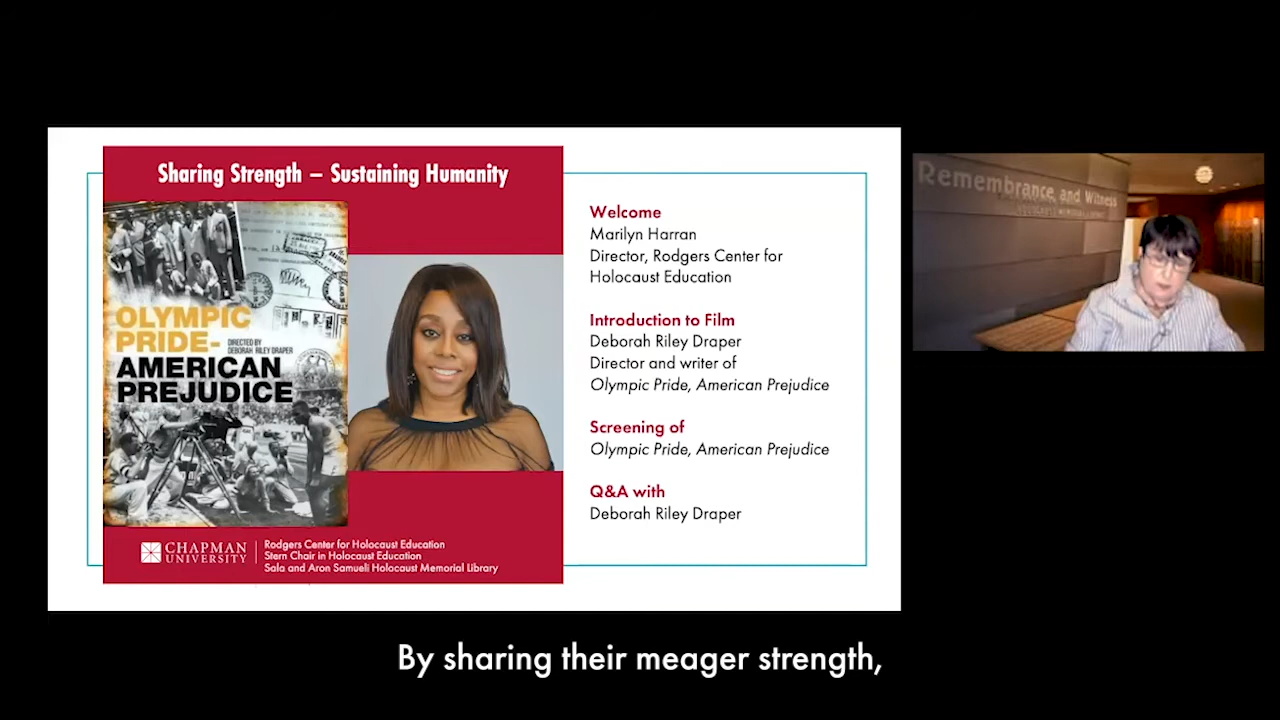 Sharing Strength – Sustaining Humanity
OLYMPIC
PRIDE-
DIRECTED BY
DEBORAH RILEY DRAPER
AMERICAN
PREJUDICE
CHAPMAN
UNIVERSITY
Rodgers Center for Holocaust Education
Stern Chair in Holocaust Education
Sala and Aron Samueli Holocaust Memorial Library
Welcome
Marilyn Harran
Director, Rodgers Center for
Holocaust Education
Introduction to Film
Deborah Riley Draper
Director and writer of
Olympic Pride, American Prejudice
Screening of
Olympic Pride, American Prejudice
Q&A with
Deborah Riley Draper
Remembrance and Witness
By sharing their meager strength,